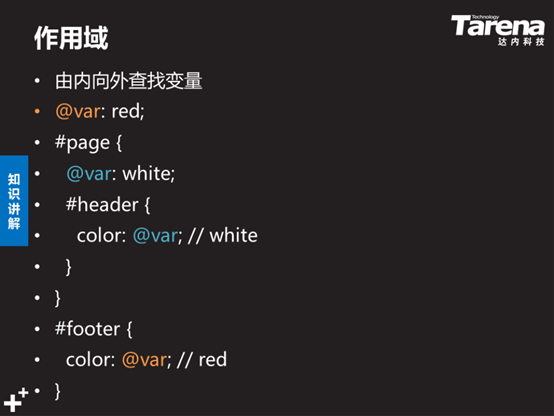 作用域
Technology
Tarena
达内科技
• 由内向外查找变量
• @var: red;
• #page {
• @var: white;
• #header {
• color: @var; // white
• }
• }
• #footer {
• color: @var; // red
• }
知识讲解